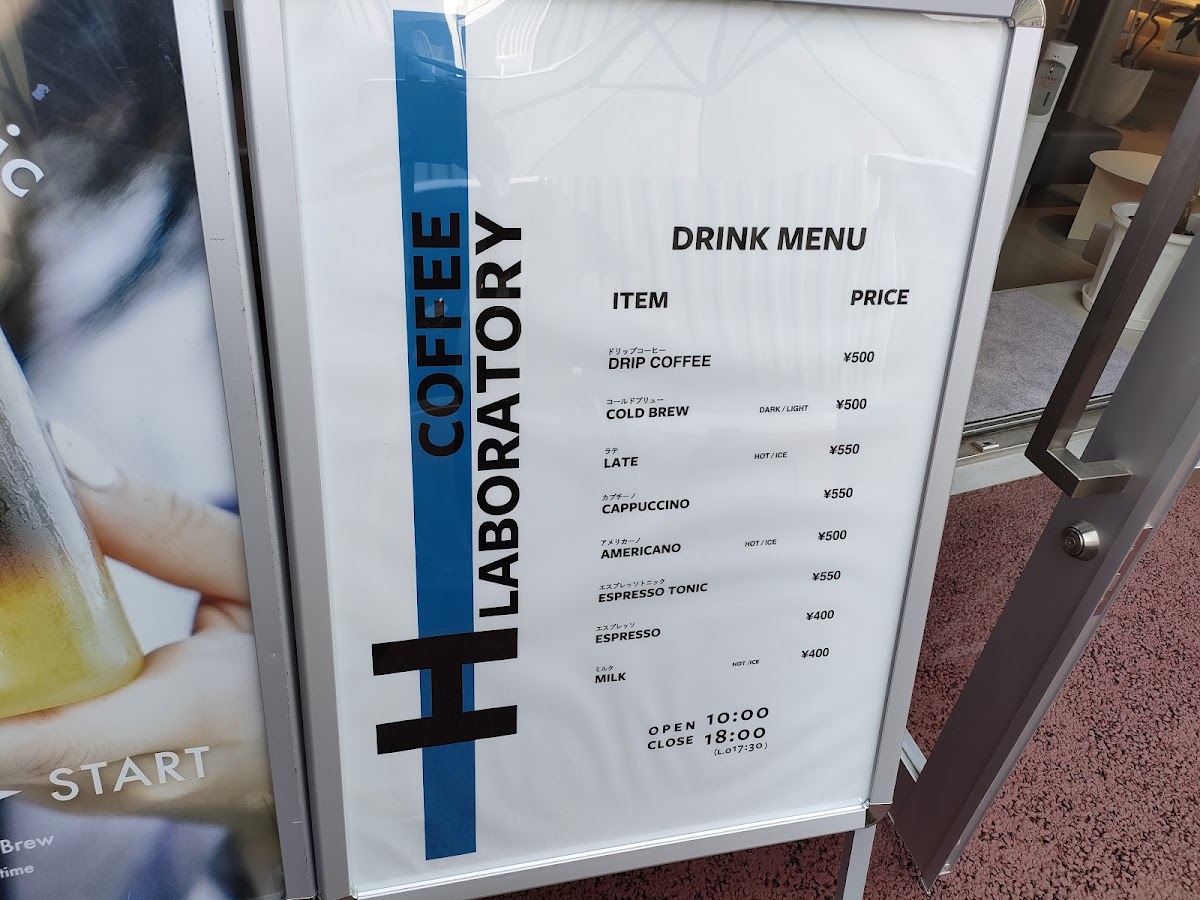 START
Brew
time
COFFEE
LABORATORY
H
DRINK MENU
ITEM PRICE
ドリップコーヒー
DRIP COFFEE ¥500
コールドブリュー
COLD BREW DARK / LIGHT ¥500
ラテ
LATE HOT / ICE ¥550
カプチーノ
CAPPUCCINO ¥550
アメリカーノ
AMERICANO HOT / ICE ¥500
エスプレッソトニック
ESPRESSO TONIC ¥550
エスプレッソ
ESPRESSO ¥400
ミルク
MILK HOT /ICE ¥400
OPEN 10:00
CLOSE 18:00
(L.O17:30)